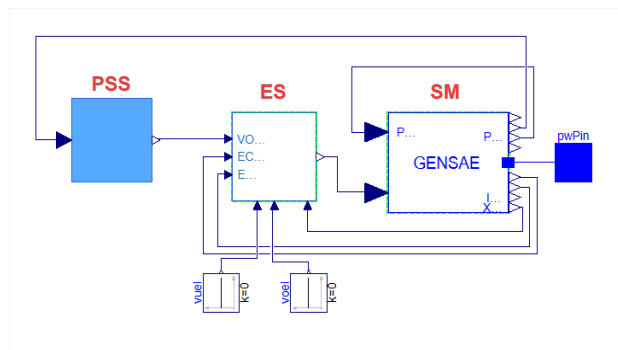 PSS
ES
SM
VO...
EC...
E...
P...
P...
GENSAE
I...
X...
pwPin
vuel
k=0
voel
k=0